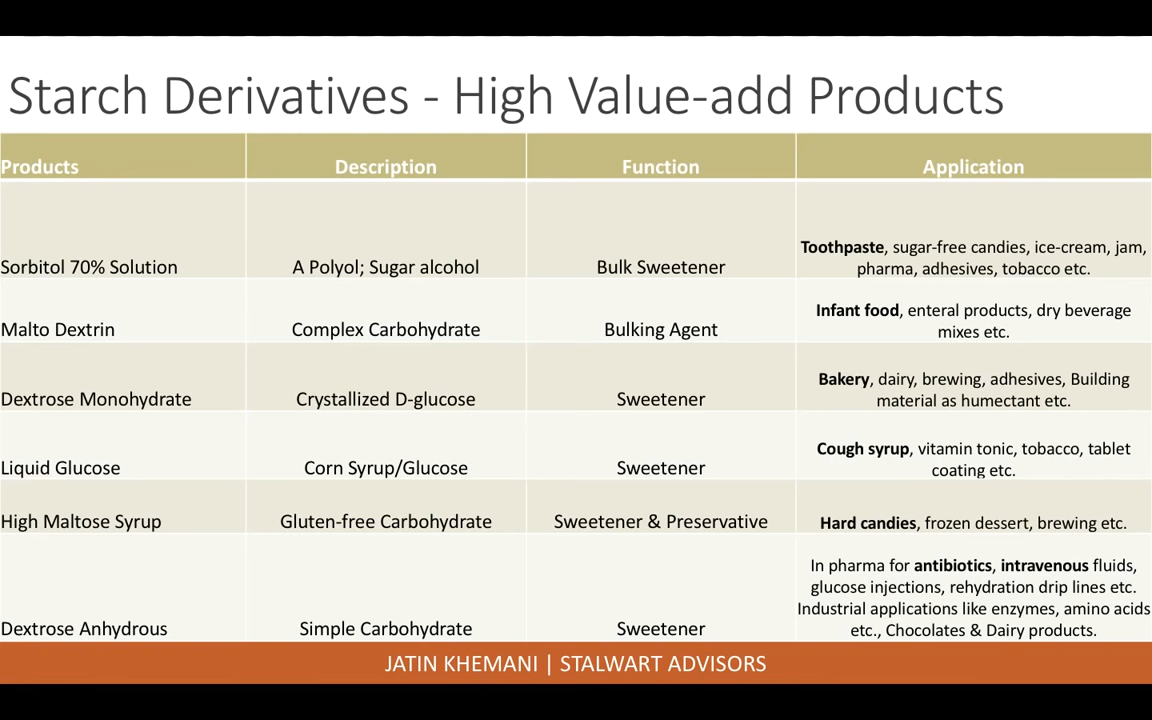 Starch Derivatives - High Value-add Products
Products Description Function Application
Sorbitol 70% Solution A Polyol; Sugar alcohol Bulk Sweetener Toothpaste, sugar-free candies, ice-cream, jam,
pharma, adhesives, tobacco etc.
Malto Dextrin Complex Carbohydrate Bulking Agent Infant food, enteral products, dry beverage
mixes etc.
Dextrose Monohydrate Crystallized D-glucose Sweetener Bakery, dairy, brewing, adhesives, Building
material as humectant etc.
Liquid Glucose Corn Syrup/Glucose Sweetener Cough syrup, vitamin tonic, tobacco, tablet
coating etc.
High Maltose Syrup Gluten-free Carbohydrate Sweetener & Preservative Hard candies, frozen dessert, brewing etc.
Dextrose Anhydrous Simple Carbohydrate Sweetener In pharma for antibiotics, intravenous fluids,
glucose injections, rehydration drip lines etc.
Industrial applications like enzymes, amino acids
etc., Chocolates & Dairy products.
JATIN KHEMANI | STALWART ADVISORS